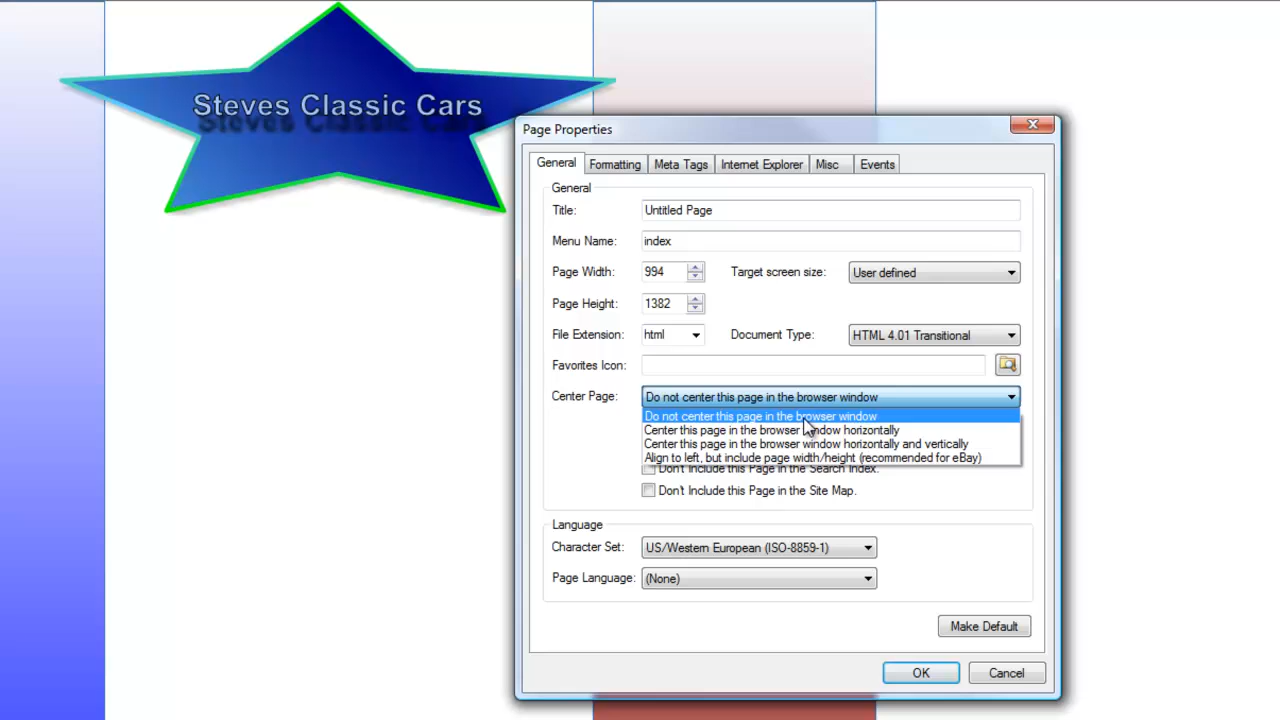 Steves Classic Cars
Page Properties
General Formatting Meta Tags Internet Explorer Misc Events
General
Title: Untitled Page
Menu Name: index
Page Width: 994 Target screen size: User defined
Page Height: 1382
File Extension: html Document Type: HTML 4.01 Transitional
Favorites Icon:
Center Page: Do not center this page in the browser window
Do not center this page in the browser window
Center this page in the browser window horizontally
Center this page in the browser window horizontally and vertically
Align to left, but include page width/height (recommended for eBay)
Don't Include this Page in the Search Index.
Don't Include this Page in the Site Map.
Language
Character Set: US/Western European (ISO-8859-1)
Page Language: (None)
Make Default
OK Cancel